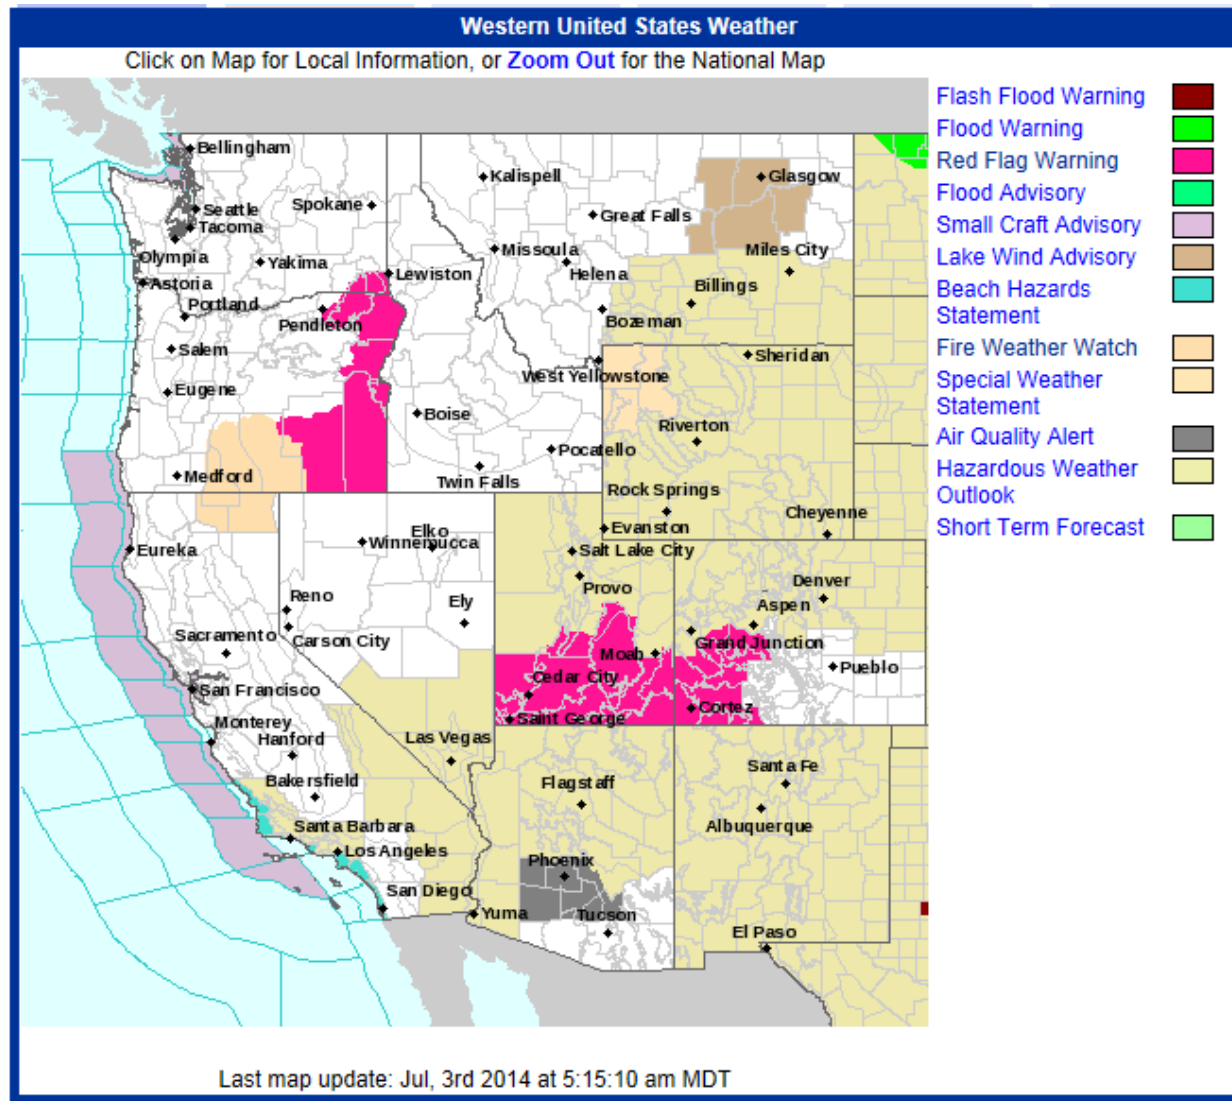 Western United States Weather
Click on Map for Local Information, or Zoom Out for the National Map
Bellingham
Seattle
Tacoma
Olympia
Spokane
Yakima
Astoria
Portland
Pendleton
Lewiston
Salem
Eugene
Medford
Kalispell
Great Falls
Glasgow
Missoula
Helena
Miles City
Billings
Bozeman
West Yellowstone
Sheridan
Boise
Pocatello
Twin Falls
Riverton
Rock Springs
Evanston
Cheyenne
Eureka
Elko
Winnemucca
Reno
Ely
Carson City
Sacramento
San Francisco
Monterey
Hanford
Bakersfield
Las Vegas
Santa Barbara
Los Angeles
San Diego
Salt Lake City
Provo
Moab
Cedar City
Saint George
Denver
Aspen
Grand Junction
Pueblo
Cortez
Flagstaff
Phoenix
Tucson
Yuma
Santa Fe
Albuquerque
El Paso
Flash Flood Warning
Flood Warning
Red Flag Warning
Flood Advisory
Small Craft Advisory
Lake Wind Advisory
Beach Hazards
Statement
Fire Weather Watch
Special Weather
Statement
Air Quality Alert
Hazardous Weather
Outlook
Short Term Forecast
Last map update: Jul, 3rd 2014 at 5:15:10 am MDT